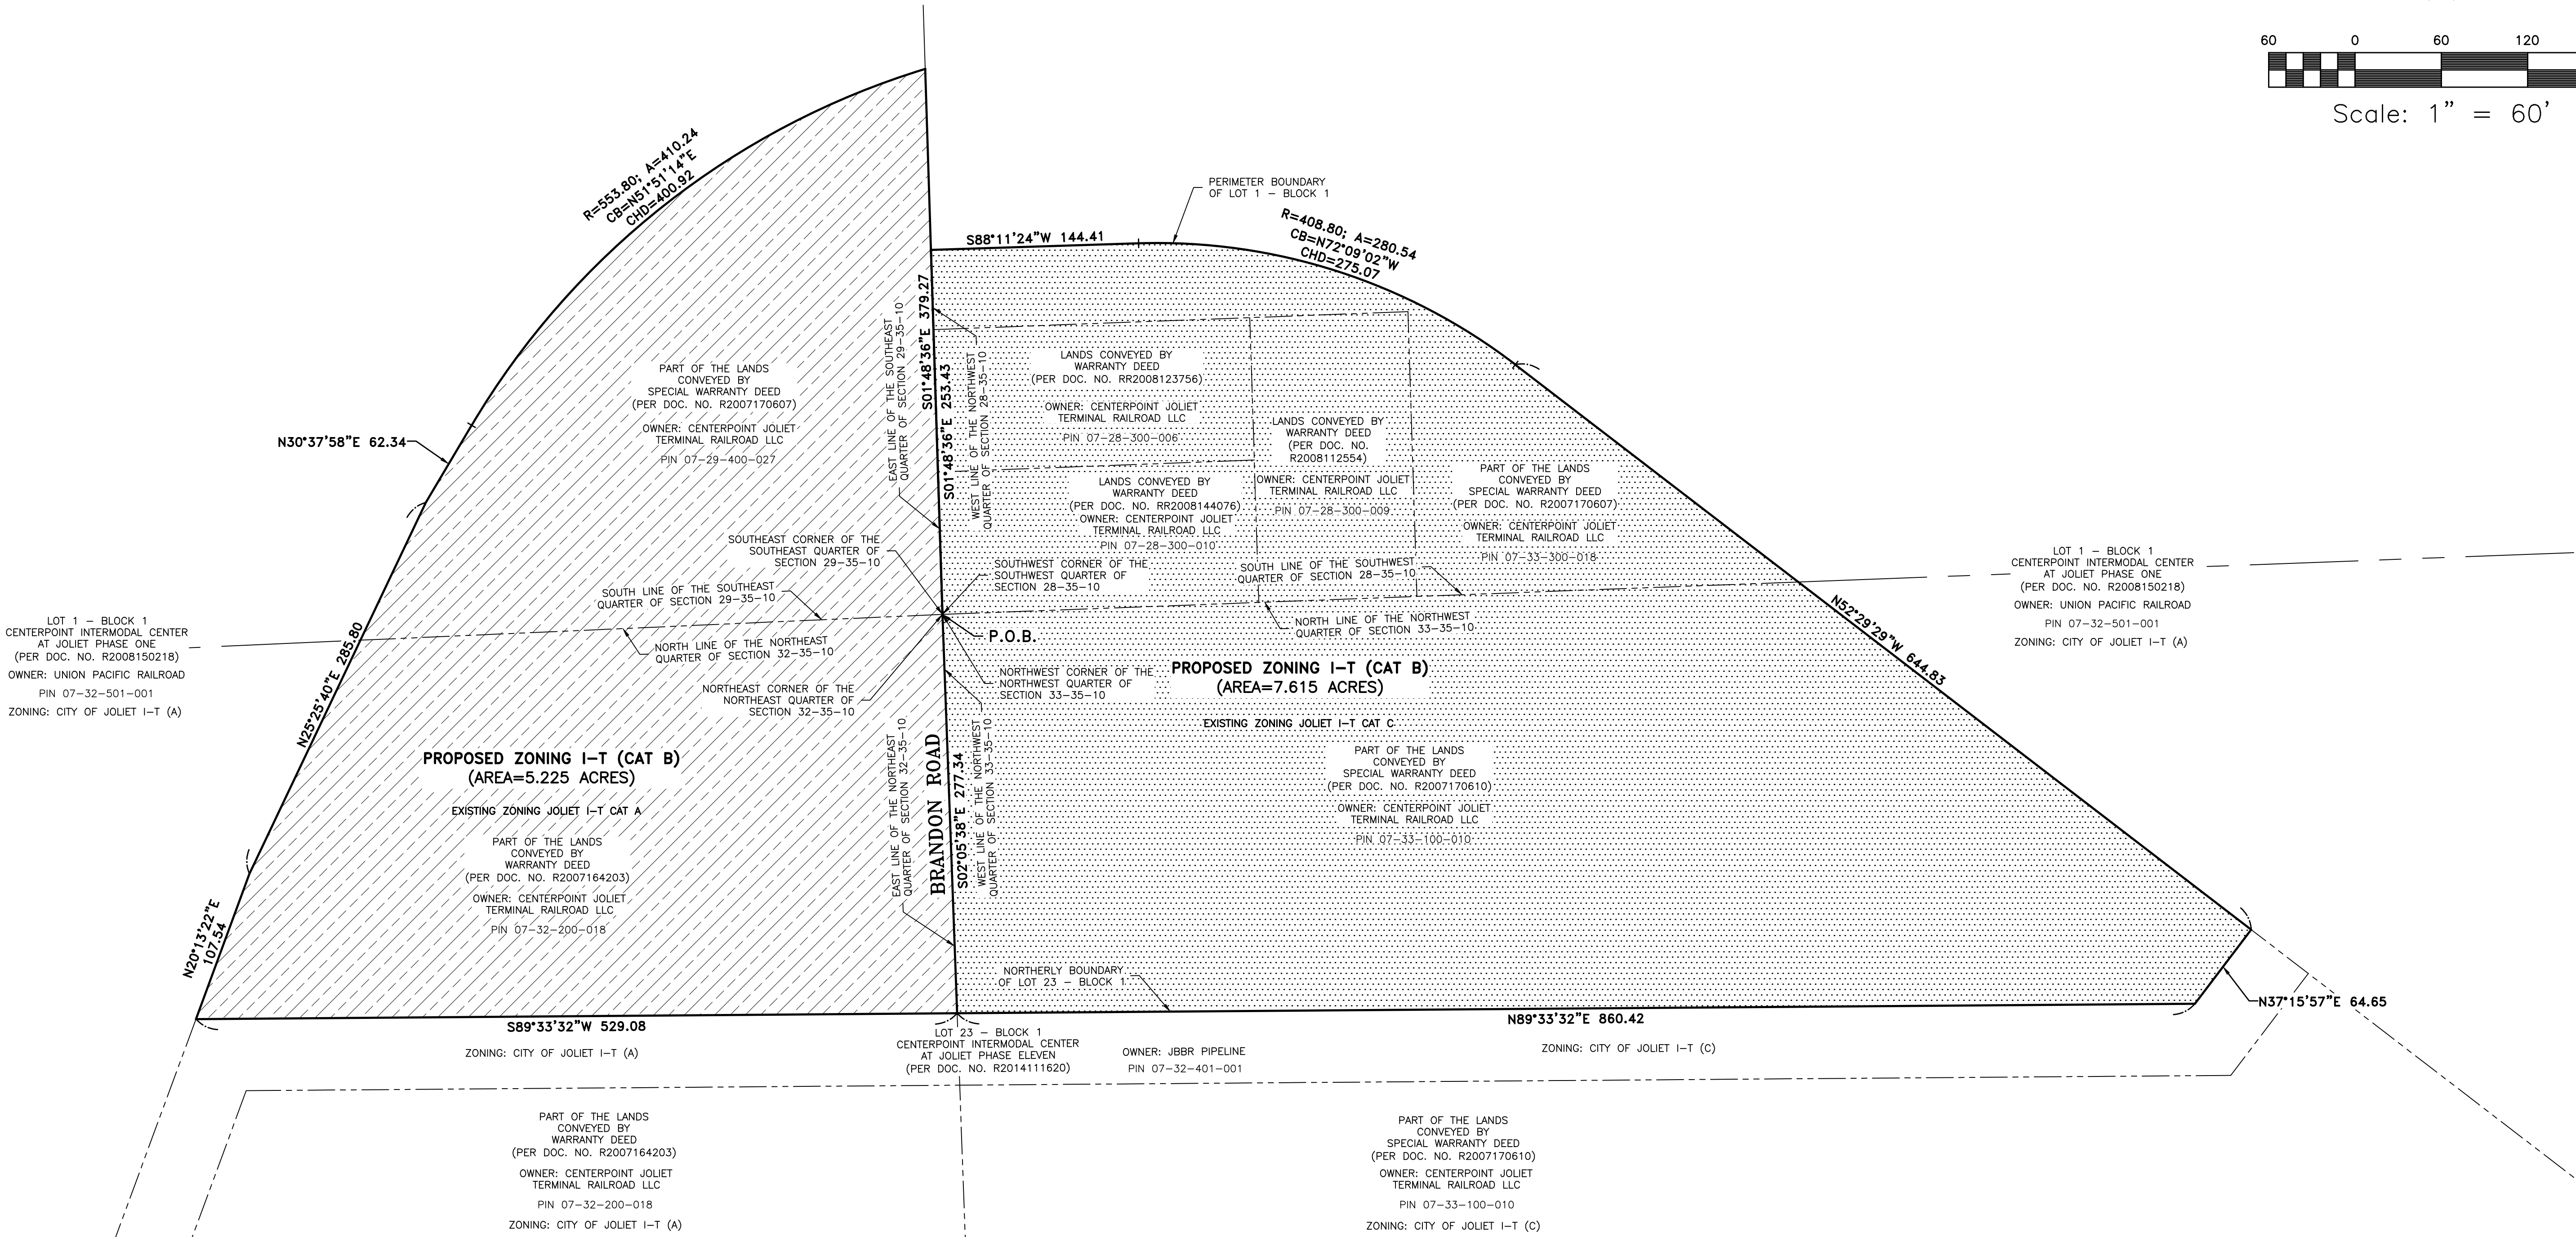 60 0 60 120
Scale: 1" = 60'
R=553.80; A=410.24
CB=N51°51'14"E
CHD=400.92
PERIMETER BOUNDARY
OF LOT 1 – BLOCK 1
S88°11'24"W 144.41
R=408.80; A=280.54
CB=N72°09'02"W
CHD=275.07
N30°37'58"E 62.34
PART OF THE LANDS
CONVEYED BY
SPECIAL WARRANTY DEED
(PER DOC. NO. R2007170607)
OWNER: CENTERPOINT JOLIET
TERMINAL RAILROAD LLC
PIN 07–29–400–027
EAST LINE OF THE SOUTHEAST
QUARTER OF SECTION 29–35–10
S01°48'36"E 379.27
S01°48'36"E 253.43
WEST LINE OF THE NORTHWEST
QUARTER OF SECTION 28–35–10
LANDS CONVEYED BY
WARRANTY DEED
(PER DOC. NO. RR2008123756)
OWNER: CENTERPOINT JOLIET
TERMINAL RAILROAD LLC
PIN 07–28–300–006
LANDS CONVEYED BY
WARRANTY DEED
(PER DOC. NO.
R2008112554)
OWNER: CENTERPOINT JOLIET
TERMINAL RAILROAD LLC
PIN 07–28–300–009
LANDS CONVEYED BY
WARRANTY DEED
(PER DOC. NO. RR2008144076)
OWNER: CENTERPOINT JOLIET
TERMINAL RAILROAD LLC
PIN 07–28–300–010
PART OF THE LANDS
CONVEYED BY
SPECIAL WARRANTY DEED
(PER DOC. NO. R2007170607)
OWNER: CENTERPOINT JOLIET
TERMINAL RAILROAD LLC
PIN 07–33–300–018
SOUTHEAST CORNER OF THE
SOUTHEAST QUARTER OF
SECTION 29–35–10
SOUTHWEST CORNER OF THE
SOUTHWEST QUARTER OF
SECTION 28–35–10
SOUTH LINE OF THE SOUTHWEST
QUARTER OF SECTION 28–35–10
SOUTH LINE OF THE SOUTHEAST
QUARTER OF SECTION 29–35–10
NORTH LINE OF THE NORTHEAST
QUARTER OF SECTION 32–35–10
P.O.B.
NORTH LINE OF THE NORTHWEST
QUARTER OF SECTION 33–35–10
LOT 1 – BLOCK 1
CENTERPOINT INTERMODAL CENTER
AT JOLIET PHASE ONE
(PER DOC. NO. R2008150218)
OWNER: UNION PACIFIC RAILROAD
PIN 07–32–501–001
ZONING: CITY OF JOLIET I–T (A)
LOT 1 – BLOCK 1
CENTERPOINT INTERMODAL CENTER
AT JOLIET PHASE ONE
(PER DOC. NO. R2008150218)
OWNER: UNION PACIFIC RAILROAD
PIN 07–32–501–001
ZONING: CITY OF JOLIET I–T (A)
N25°25'40"E 285.80
N52°29'29"W 644.83
NORTHEAST CORNER OF THE
NORTHEAST QUARTER OF
SECTION 32–35–10
NORTHWEST CORNER OF THE
NORTHWEST QUARTER OF
SECTION 33–35–10
PROPOSED ZONING I–T (CAT B)
(AREA=7.615 ACRES)
EXISTING ZONING JOLIET I–T CAT C
PART OF THE LANDS
CONVEYED BY
SPECIAL WARRANTY DEED
(PER DOC. NO. R2007170610)
OWNER: CENTERPOINT JOLIET
TERMINAL RAILROAD LLC
PIN 07–33–100–010
PROPOSED ZONING I–T (CAT B)
(AREA=5.225 ACRES)
EXISTING ZONING JOLIET I–T CAT A
PART OF THE LANDS
CONVEYED BY
WARRANTY DEED
(PER DOC. NO. R2007164203)
OWNER: CENTERPOINT JOLIET
TERMINAL RAILROAD LLC
PIN 07–32–200–018
EAST LINE OF THE NORTHEAST
QUARTER OF SECTION 32–35–10
BRANDON ROAD
S02°05'38"E 277.34
WEST LINE OF THE NORTHWEST
QUARTER OF SECTION 33–35–10
N20°13'22"E
107.54
NORTHERLY BOUNDARY
OF LOT 23 – BLOCK 1
N37°15'57"E 64.65
S89°33'32"W 529.08
N89°33'32"E 860.42
ZONING: CITY OF JOLIET I–T (A)
LOT 23 – BLOCK 1
CENTERPOINT INTERMODAL CENTER
AT JOLIET PHASE ELEVEN
(PER DOC. NO. R2014111620)
OWNER: JBBR PIPELINE
PIN 07–32–401–001
ZONING: CITY OF JOLIET I–T (C)
PART OF THE LANDS
CONVEYED BY
WARRANTY DEED
(PER DOC. NO. R2007164203)
OWNER: CENTERPOINT JOLIET
TERMINAL RAILROAD LLC
PIN 07–32–200–018
ZONING: CITY OF JOLIET I–T (A)
PART OF THE LANDS
CONVEYED BY
SPECIAL WARRANTY DEED
(PER DOC. NO. R2007170610)
OWNER: CENTERPOINT JOLIET
TERMINAL RAILROAD LLC
PIN 07–33–100–010
ZONING: CITY OF JOLIET I–T (C)